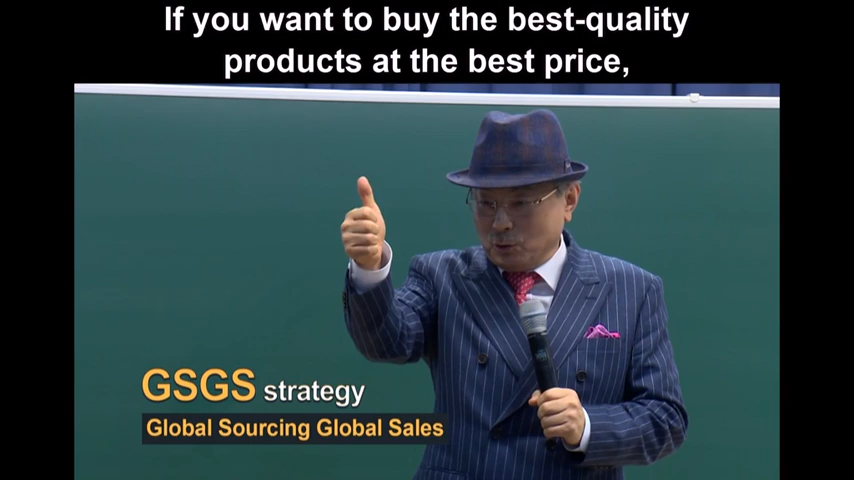 If you want to buy the best-quality
products at the best price,
GSGS strategy
Global Sourcing Global Sales